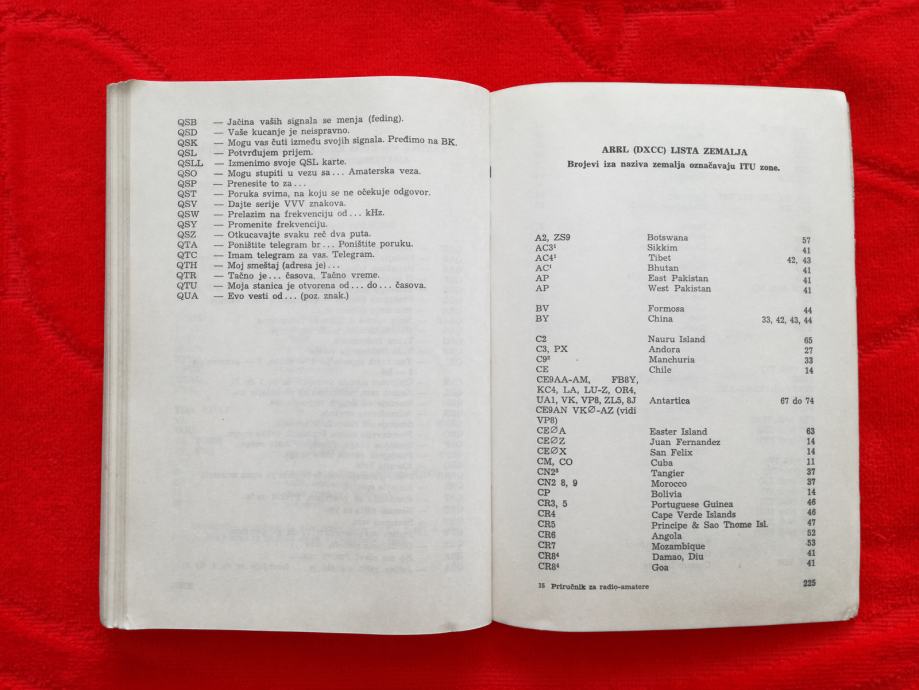 QSB — Jačina vaših signala se menja (feding).
QSD — Vaše kucanje je neispravno.
QSK — Mogu vas čuti između svojih signala. Pređimo na BK.
QSL — Potvrđujem prijem.
QSLL — Izmenimo svoje QSL karte.
QSO — Mogu stupiti u vezu sa... Amaterska veza.
QSP — Prenesite to za...
QST — Poruka svima, na koju se ne očekuje odgovor.
QSV — Dajte serije VVV znakova.
QSW — Prelazim na frekvenciju od... kHz.
QSY — Promenite frekvenciju.
QSZ — Otkucavajte svaku reč dva puta.
QTA — Poništite telegram br... Poništite poruku.
QTC — Imam telegram za vas. Telegram.
QTH — Moj smeštaj (adresa je)...
QTR — Tačno je... časova. Tačno vreme.
QTU — Moja stanica je otvorena od... do... časova.
QUA — Evo vesti od... (poz. znak.)
ARRL (DXCC) LISTA ZEMALJA
Brojevi iza naziva zemalja označavaju ITU zone.
A2, ZS9 Botswana 57
AC3¹ Sikkim 41
AC4¹ Tibet 42, 43
AC¹ Bhutan 41
AP East Pakistan 41
AP West Pakistan 41
BV Formosa 44
BY China 33, 42, 43, 44
C2 Nauru Island 65
C3, PX Andora 27
C9² Manchuria 33
CE Chile 14
CE9AA-AM, FB8Y,
KC4, LA, LU-Z, OR4,
UA1, VK, VP8, ZL5, 8J Antartica 67 do 74
CE9AN VKØ-AZ (vidi
VP8)
CEØA Easter Island 63
CEØZ Juan Fernandez 14
CEØX San Felix 14
CM, CO Cuba 11
CN2³ Tangier 37
CN2 8, 9 Morocco 37
CP Bolivia 14
CR3, 5 Portuguese Guinea 46
CR4 Cape Verde Islands 46
CR5 Principe & Sao Thome Isl. 47
CR6 Angola 52
CR7 Mozambique 53
CR8⁴ Damao, Diu 41
CR8⁴ Goa 41
15 Priručnik za radio-amatere 225